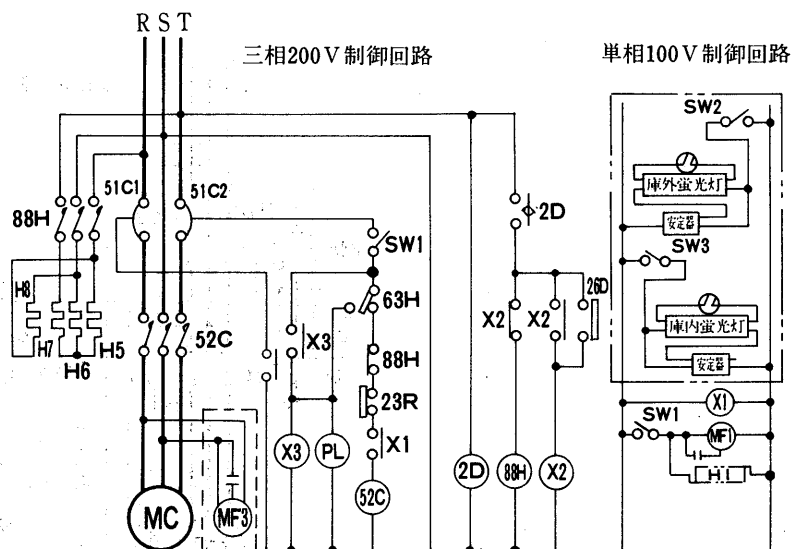 R S T
三相200V制御回路
単相100V制御回路
SW2
庫外蛍光灯
安定器
51C1
51C2
88H
2D
SW1
SW3
H8
63H
26D
庫内蛍光灯
X2
X2
52C
X3
H7
H5
88H
安定器
H6
23R
X1
SW1
X1
MF1
X3
PL
2D
88H
X2
H1
52C
MC
MF3